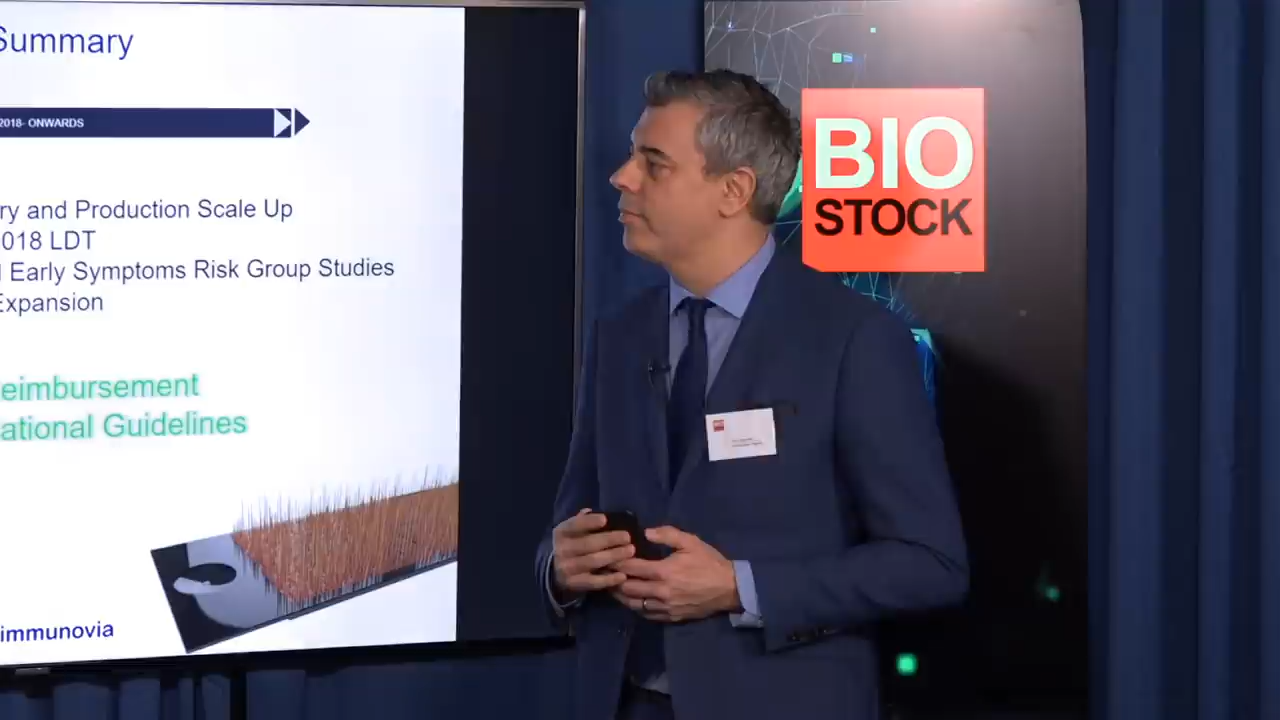 Summary
2018- ONWARDS
ry and Production Scale Up
018 LDT
Early Symptoms Risk Group Studies
Expansion
eimbursement
ational Guidelines
immunovia
BIO
STOCK